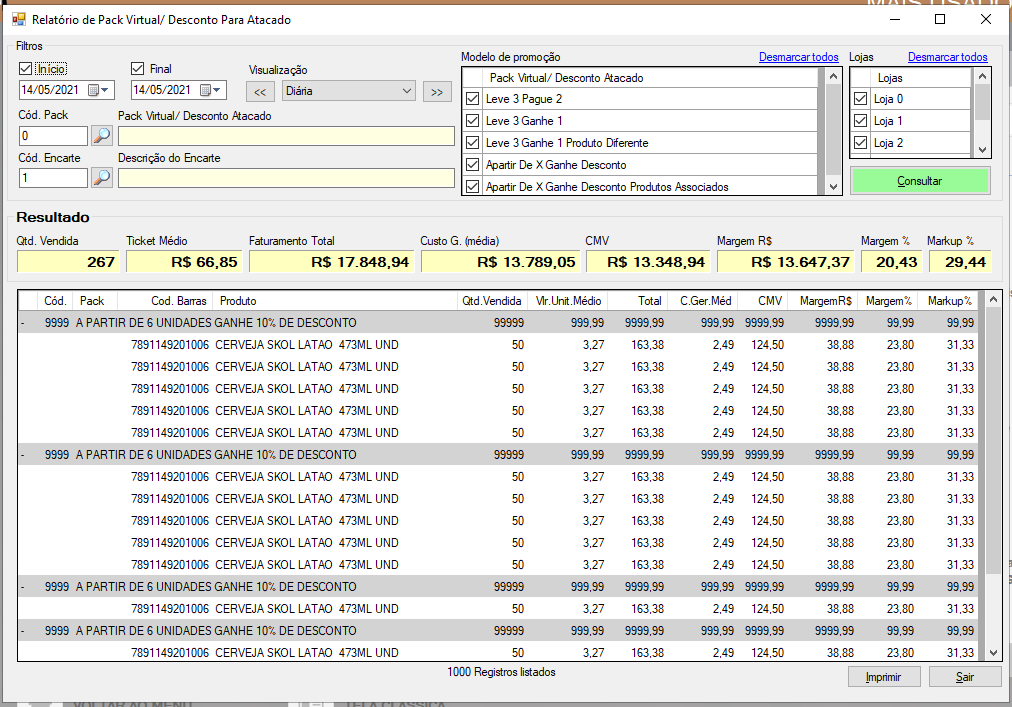 MAIS USADO
Relatório de Pack Virtual/ Desconto Para Atacado
Filtros
Início
Final
Visualização
14/05/2021
14/05/2021
<<
Diária
>>
Cód. Pack
Pack Virtual/ Desconto Atacado
0
Cód. Encarte
Descrição do Encarte
1
Modelo de promoção
Desmarcar todos
Pack Virtual/ Desconto Atacado
Leve 3 Pague 2
Leve 3 Ganhe 1
Leve 3 Ganhe 1 Produto Diferente
Apartir De X Ganhe Desconto
Apartir De X Ganhe Desconto Produtos Associados
Lojas
Desmarcar todos
Lojas
Loja 0
Loja 1
Loja 2
Consultar
Resultado
Qtd. Vendida Ticket Médio Faturamento Total Custo G. (média) CMV Margem R$ Margem % Markup %
267 R$ 66,85 R$ 17.848,94 R$ 13.789,05 R$ 13.348,94 R$ 13.647,37 20,43 29,44
Cód. Pack Cod. Barras Produto Qtd.Vendida Vlr.Unit.Médio Total C.Ger.Méd CMV MargemR$ Margem% Markup%
- 9999 A PARTIR DE 6 UNIDADES GANHE 10% DE DESCONTO 99999 999,99 9999,99 999,99 9999,99 9999,99 99,99 99,99
7891149201006 CERVEJA SKOL LATAO 473ML UND 50 3,27 163,38 2,49 124,50 38,88 23,80 31,33
7891149201006 CERVEJA SKOL LATAO 473ML UND 50 3,27 163,38 2,49 124,50 38,88 23,80 31,33
7891149201006 CERVEJA SKOL LATAO 473ML UND 50 3,27 163,38 2,49 124,50 38,88 23,80 31,33
7891149201006 CERVEJA SKOL LATAO 473ML UND 50 3,27 163,38 2,49 124,50 38,88 23,80 31,33
7891149201006 CERVEJA SKOL LATAO 473ML UND 50 3,27 163,38 2,49 124,50 38,88 23,80 31,33
- 9999 A PARTIR DE 6 UNIDADES GANHE 10% DE DESCONTO 99999 999,99 9999,99 999,99 9999,99 9999,99 99,99 99,99
7891149201006 CERVEJA SKOL LATAO 473ML UND 50 3,27 163,38 2,49 124,50 38,88 23,80 31,33
7891149201006 CERVEJA SKOL LATAO 473ML UND 50 3,27 163,38 2,49 124,50 38,88 23,80 31,33
7891149201006 CERVEJA SKOL LATAO 473ML UND 50 3,27 163,38 2,49 124,50 38,88 23,80 31,33
7891149201006 CERVEJA SKOL LATAO 473ML UND 50 3,27 163,38 2,49 124,50 38,88 23,80 31,33
7891149201006 CERVEJA SKOL LATAO 473ML UND 50 3,27 163,38 2,49 124,50 38,88 23,80 31,33
- 9999 A PARTIR DE 6 UNIDADES GANHE 10% DE DESCONTO 99999 999,99 9999,99 999,99 9999,99 9999,99 99,99 99,99
7891149201006 CERVEJA SKOL LATAO 473ML UND 50 3,27 163,38 2,49 124,50 38,88 23,80 31,33
- 9999 A PARTIR DE 6 UNIDADES GANHE 10% DE DESCONTO 99999 999,99 9999,99 999,99 9999,99 9999,99 99,99 99,99
7891149201006 CERVEJA SKOL LATAO 473ML UND 50 3,27 163,38 2,49 124,50 38,88 23,80 31,33
1000 Registros listados
Imprimir
Sair
VOLTAR AO MENU
TELA CLÁSSICA